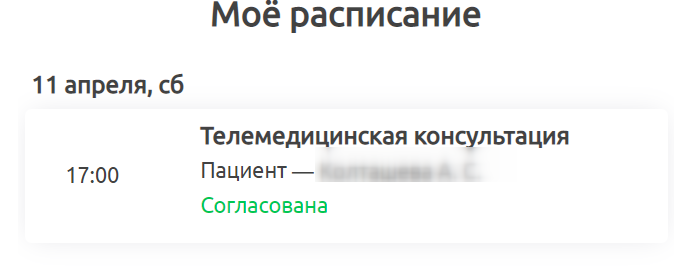 Моё расписание
11 апреля, сб
Телемедицинская консультация
17:00
Пациент —
Согласована